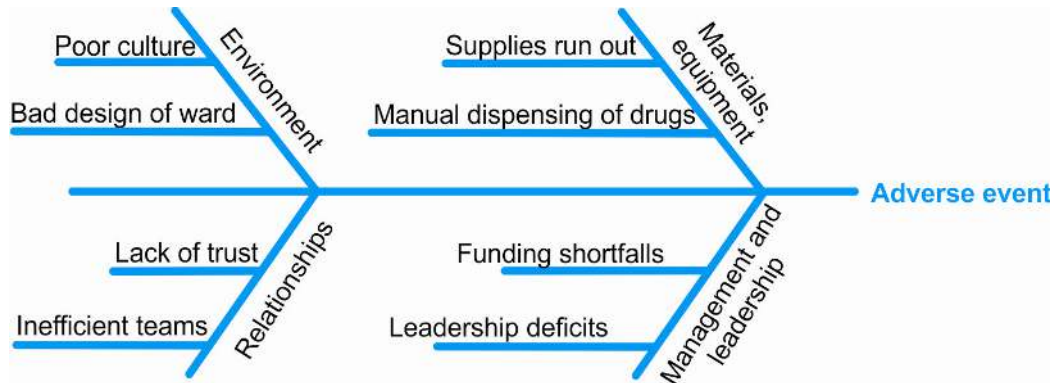 Poor culture
Bad design of ward
Environment
Supplies run out
Manual dispensing of drugs
Materials,
equipment
Adverse event
Lack of trust
Inefficient teams
Relationships
Funding shortfalls
Leadership deficits
Management and
leadership